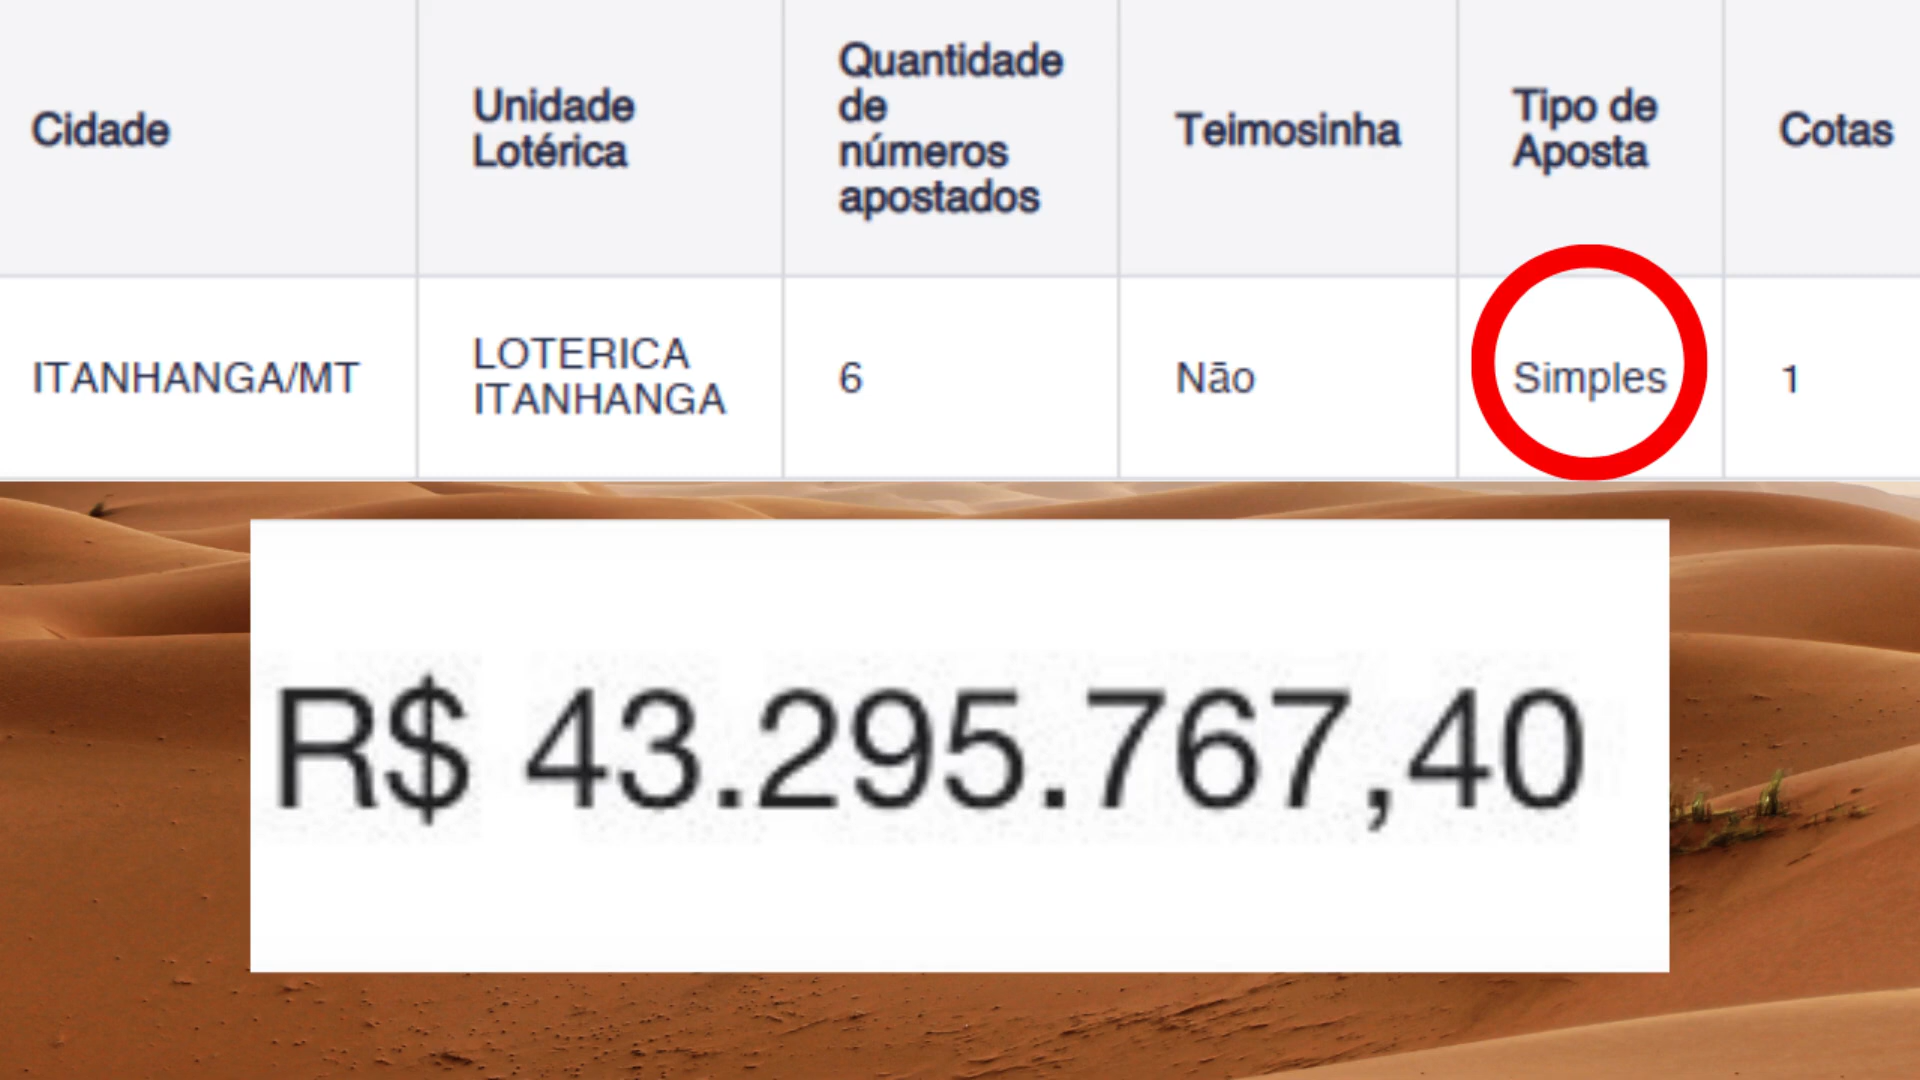 Cidade
Unidade
Lotérica
Quantidade
de
números
apostados
Teimosinha
Tipo de
Aposta
Cotas
ITANHANGA/MT
LOTERICA
ITANHANGA
6
Não
Simples
1
R$ 43.295.767,40